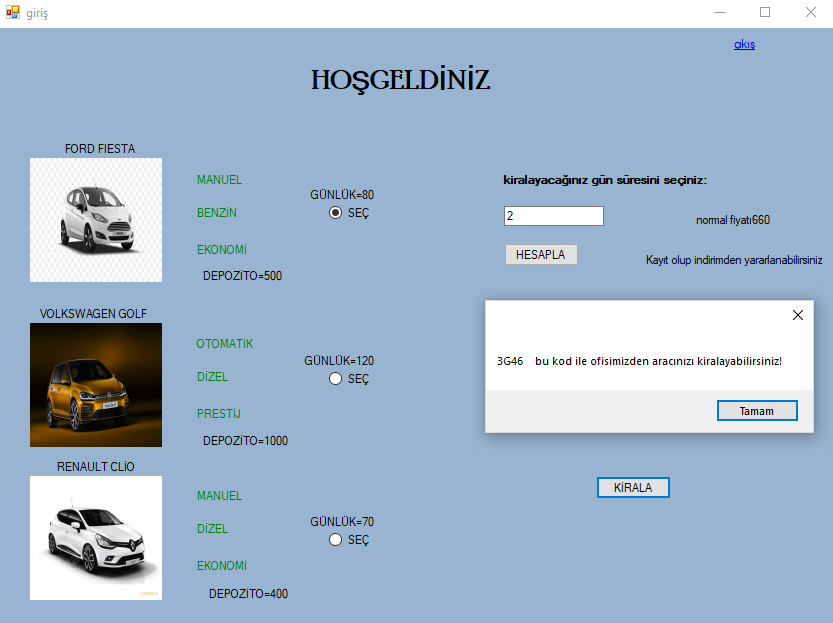 giriş
çıkış
HOŞGELDİNİZ
FORD FIESTA
MANUEL
GÜNLÜK=80
BENZİN
SEÇ
EKONOMİ
DEPOZİTO=500
kiralayacağınız gün süresini seçiniz:
2
normal fiyatı660
HESAPLA
Kayıt olup indirimden yararlanabilirsiniz
VOLKSWAGEN GOLF
OTOMATİK
GÜNLÜK=120
DİZEL
SEÇ
PRESTİJ
DEPOZİTO=1000
3G46 bu kod ile ofisimizden aracınızı kiralayabilirsiniz!
Tamam
RENAULT CLİO
MANUEL
GÜNLÜK=70
DİZEL
SEÇ
EKONOMİ
DEPOZİTO=400
KİRALA